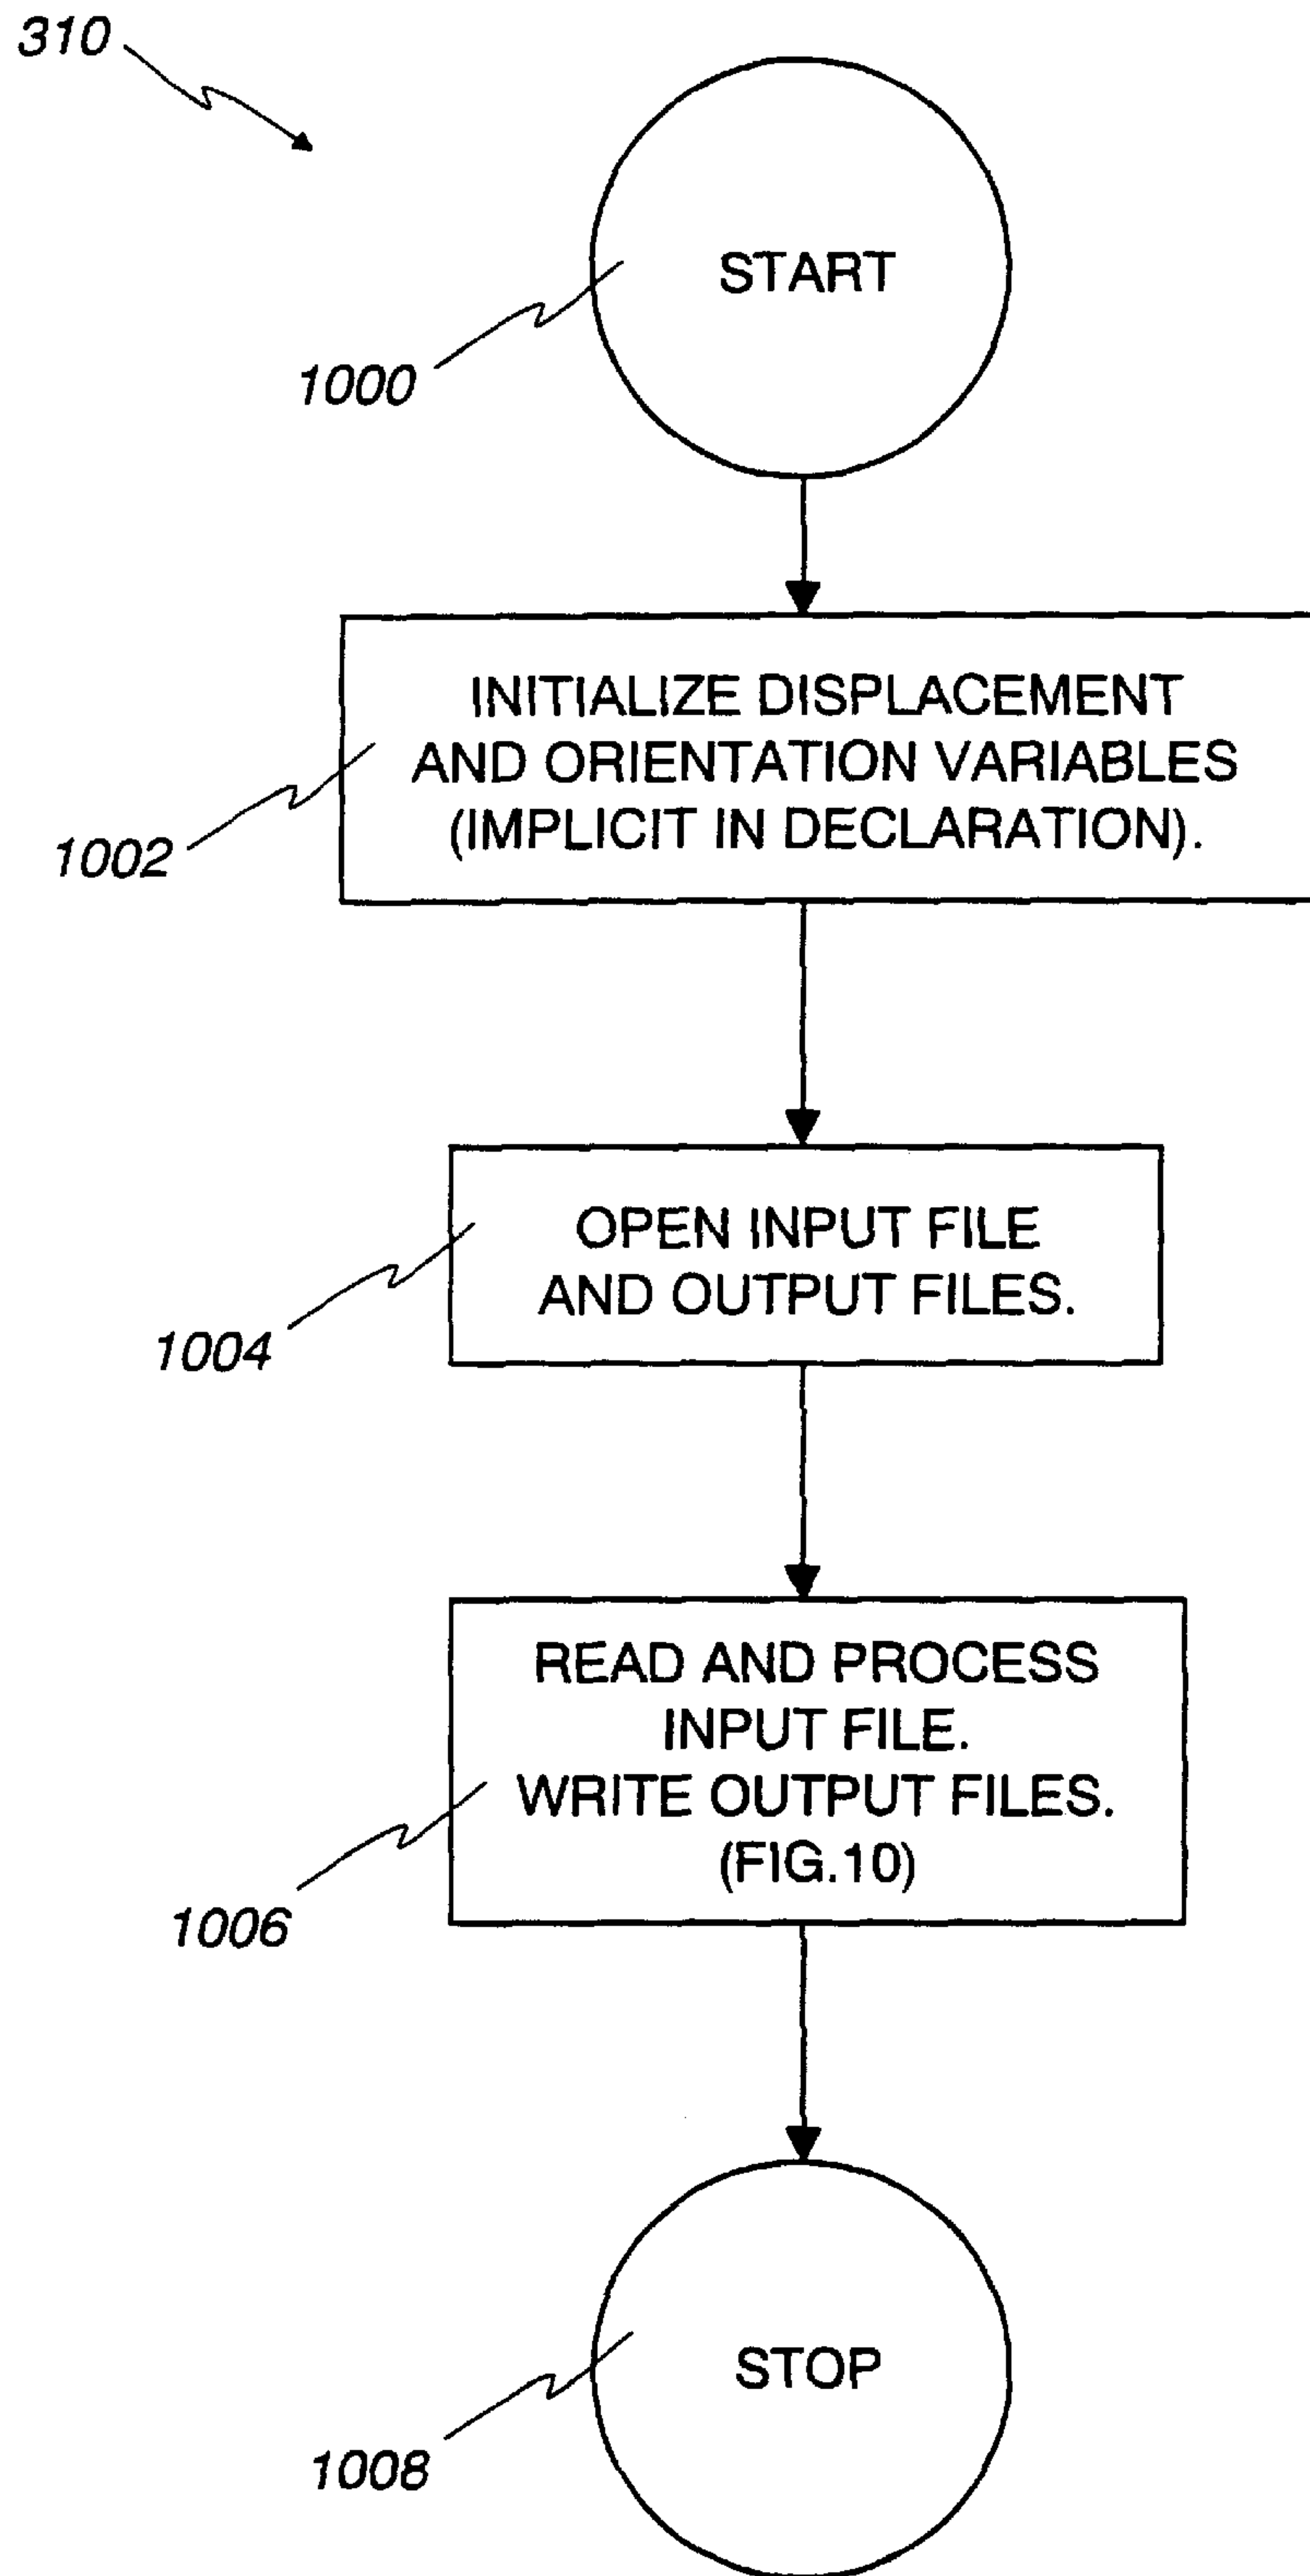 310
START
1000
INITIALIZE DISPLACEMENT
AND ORIENTATION VARIABLES
(IMPLICIT IN DECLARATION).
1002
OPEN INPUT FILE
AND OUTPUT FILES.
1004
READ AND PROCESS
INPUT FILE.
WRITE OUTPUT FILES.
(FIG.10)
1006
STOP
1008